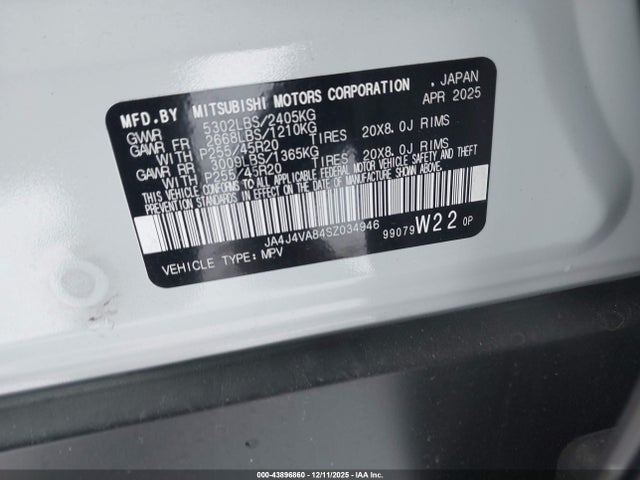 MFD.BY MITSUBISHI MOTORS CORPORATION , JAPAN
APR 2025
GVWR 5302LBS/2405KG
GAWR FR 2668LBS/1210KG
WITH P255/45R20 TIRES 20X8.0J RIMS
GAWR RR 3009LBS/1365KG
WITH P255/45R20 TIRES 20X8.0J RIMS
THIS VEHICLE CONFORMS TO ALL APPLICABLE FEDERAL MOTOR VEHICLE SAFETY AND THEFT
PREVENTION STANDARDS IN EFFECT ON THE DATE OF MANUFACTURE SHOWN ABOVE.
JA4J4VA84SZ034946 99079 W22 0P
VEHICLE TYPE: MPV
000-43896860 - 12/11/2025 - IAA Inc.